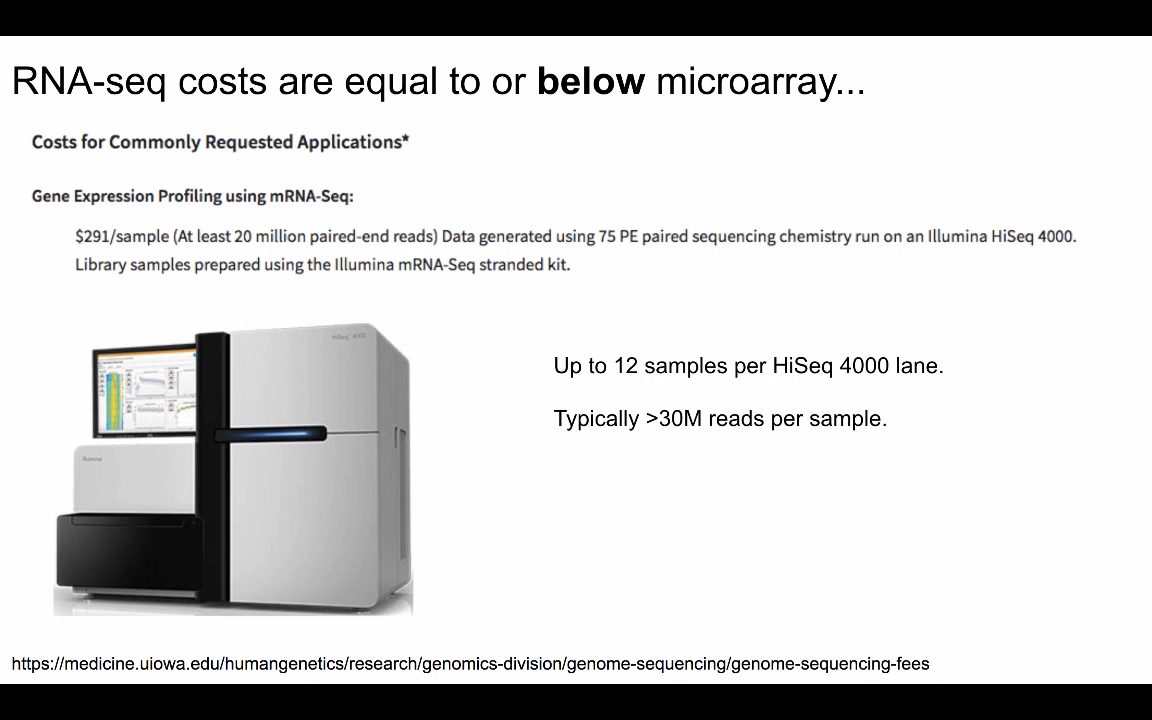 RNA-seq costs are equal to or below microarray...
Costs for Commonly Requested Applications*
Gene Expression Profiling using mRNA-Seq:
$291/sample (At least 20 million paired-end reads) Data generated using 75 PE paired sequencing chemistry run on an Illumina HiSeq 4000.
Library samples prepared using the Illumina mRNA-Seq stranded kit.
HiSeq 4000
illumina
Up to 12 samples per HiSeq 4000 lane.
Typically >30M reads per sample.
https://medicine.uiowa.edu/humangenetics/research/genomics-division/genome-sequencing/genome-sequencing-fees